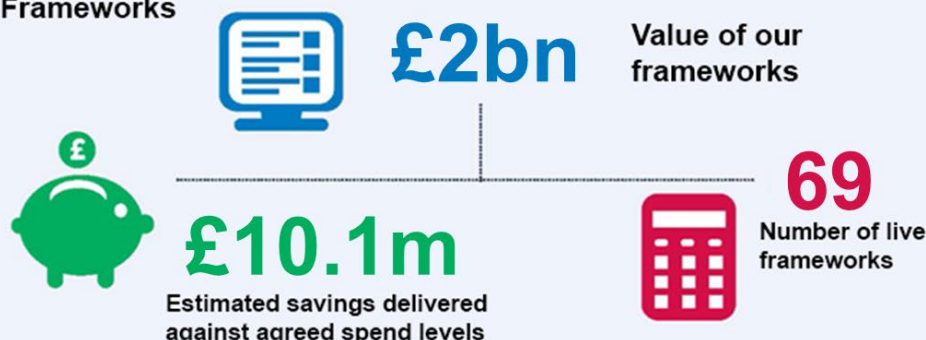 Frameworks
£2bn
Value of our
frameworks
£
£10.1m
Estimated savings delivered
against agreed spend levels
69
Number of live
frameworks